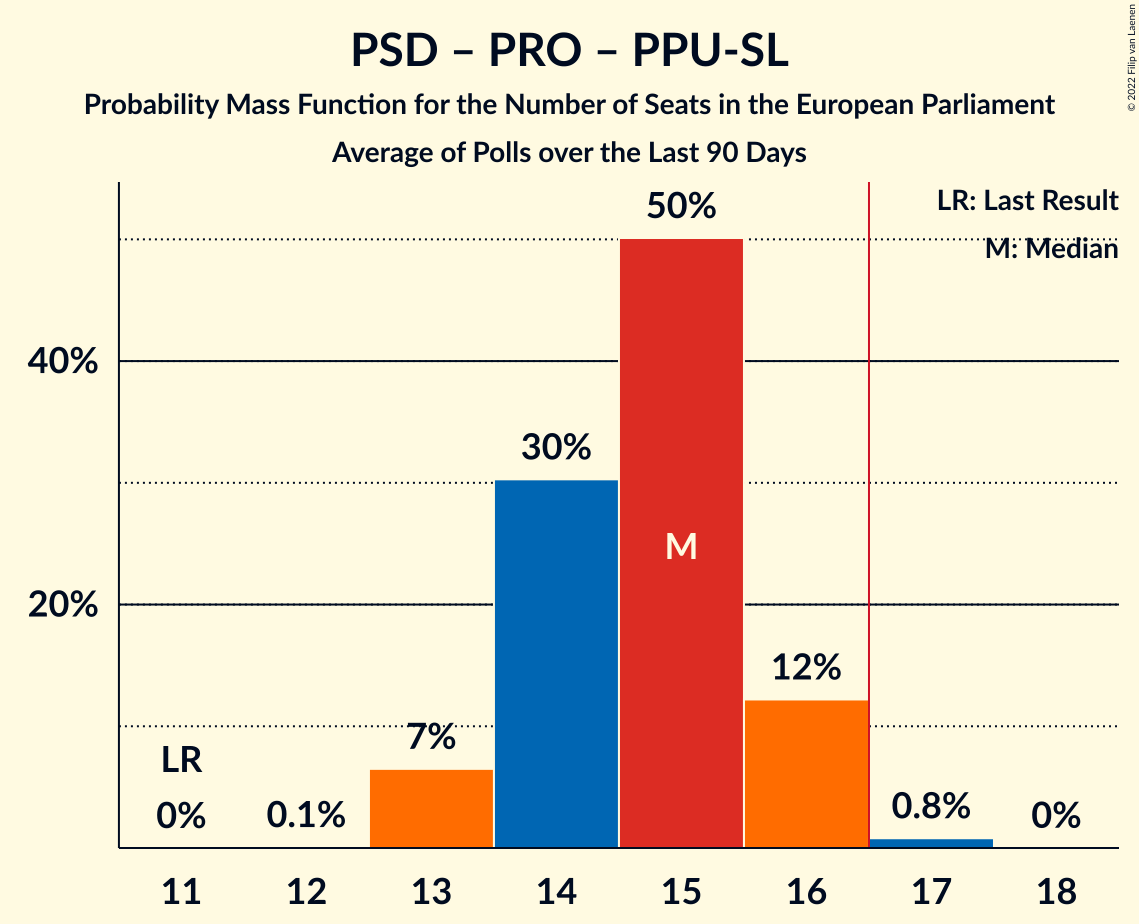 PSD – PRO – PPU-SL
Probability Mass Function for the Number of Seats in the European Parliament
Average of Polls over the Last 90 Days
© 2022 Filip van Laenen
LR: Last Result
M: Median
50%
40%
30%
M
20%
12%
7%
LR
0%
0.1%
0.8%
0%
11 12 13 14 15 16 17 18